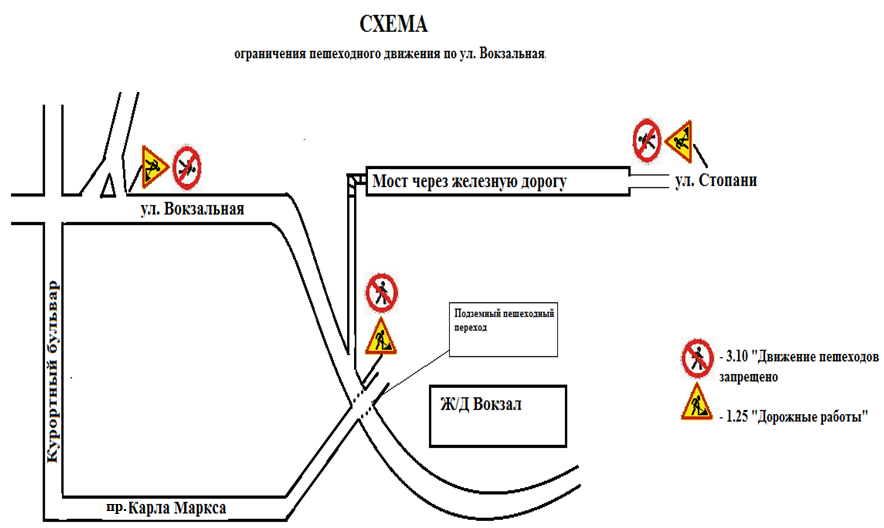 СХЕМА
ограничения пешеходного движения по ул. Вокзальная
Мост через железную дорогу
ул. Стопани
ул. Вокзальная
Курортный бульвар
Подземный пешеходный
переход
- 3.10 "Движение пешеходов
запрещено
Ж/Д Вокзал
- 1.25 "Дорожные работы"
пр. Карла Маркса